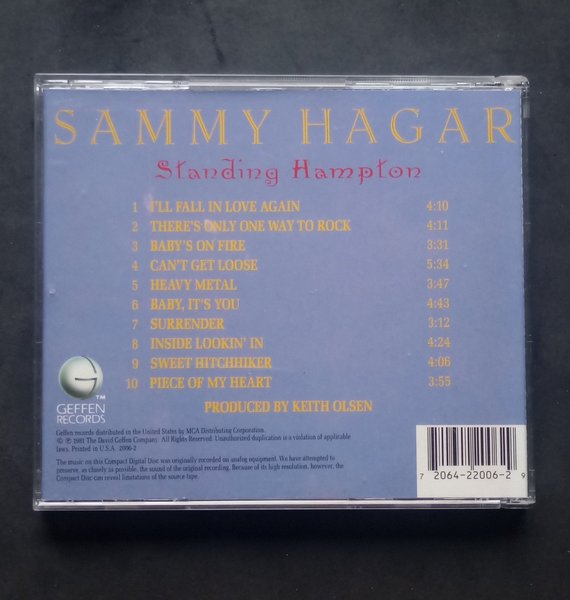 SAMMY HAGAR
Standing Hampton
1 I'LL FALL IN LOVE AGAIN 4:10
2 THERE'S ONLY ONE WAY TO ROCK 4:11
3 BABY'S ON FIRE 3:31
4 CAN'T GET LOOSE 5:34
5 HEAVY METAL 3:47
6 BABY, IT'S YOU 4:43
7 SURRENDER 3:12
8 INSIDE LOOKIN' IN 4:24
9 SWEET HITCHHIKER 4:06
10 PIECE OF MY HEART 3:55
PRODUCED BY KEITH OLSEN
G
TM
GEFFEN
RECORDS
Geffen records distributed in the United States by MCA Distributing Corporation.
© ℗ 1981 The David Geffen Company. All Rights Reserved. Unauthorized duplication is a violation of applicable
laws. Printed in U.S.A. 2006-2
The music on this Compact Digital Disc was originally recorded on analog equipment. We have attempted to
preserve, as closely as possible, the sound of the original recording. Because of its high resolution, however, the
Compact Disc can reveal limitations of the source tape.
7 2064-22006-2 9